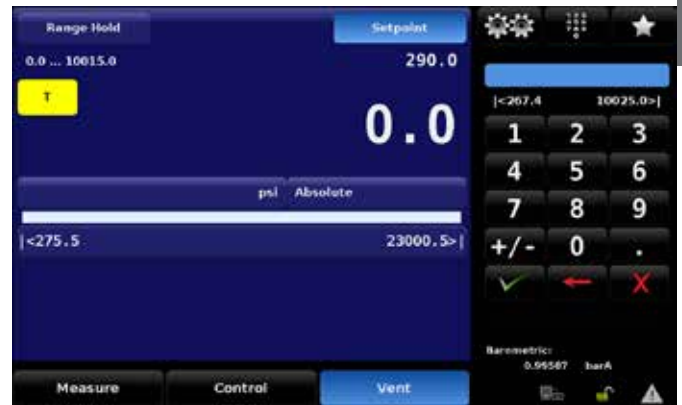 Range Hold
Setpoint
0.0 ... 10015.0
290.0
T
0.0
psi Absolute
|<275.5
23000.5>|
Measure
Control
Vent
|<267.4
10025.0>|
1 2 3
4 5 6
7 8 9
+/- 0 .
Barometric:
0.99587 barA